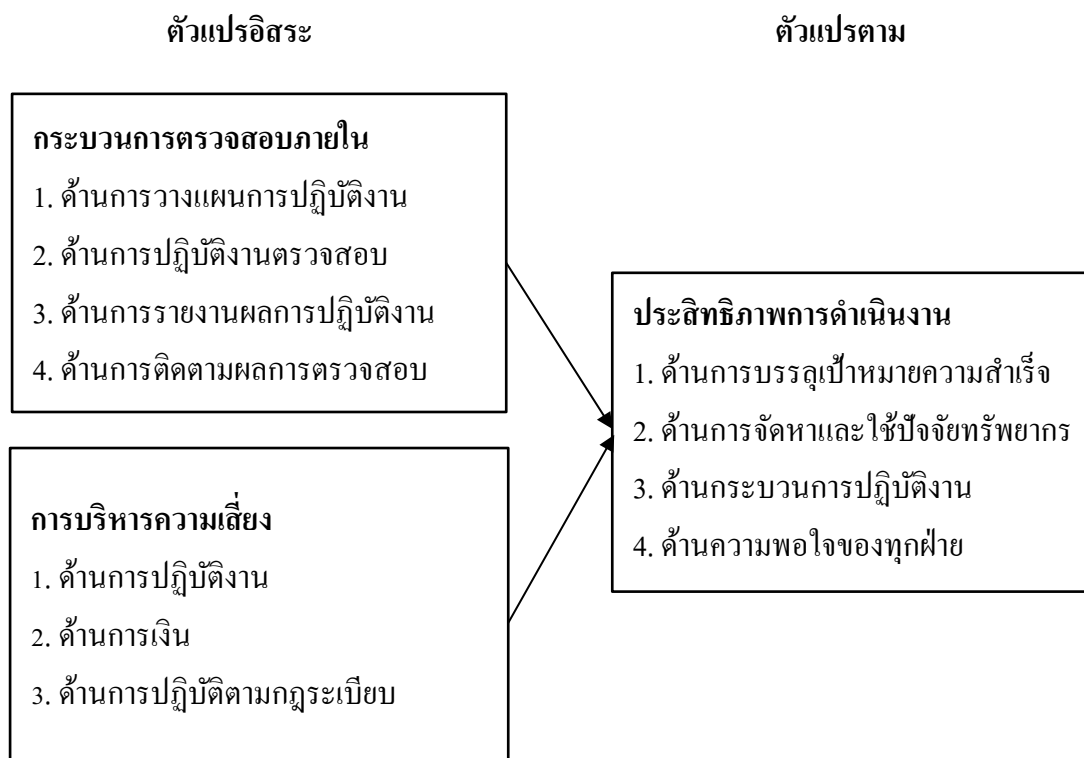 ตัวแปรอิสระ
ตัวแปรตาม
กระบวนการตรวจสอบภายใน
1. ด้านการวางแผนการปฏิบัติงาน
2. ด้านการปฏิบัติงานตรวจสอบ
3. ด้านการรายงานผลการปฏิบัติงาน
4. ด้านการติดตามผลการตรวจสอบ
การบริหารความเสี่ยง
1. ด้านการปฏิบัติงาน
2. ด้านการเงิน
3. ด้านการปฏิบัติตามกฎระเบียบ
ประสิทธิภาพการดำเนินงาน
1. ด้านการบรรลุเป้าหมายความสำเร็จ
2. ด้านการจัดหาและใช้ปัจจัยทรัพยากร
3. ด้านกระบวนการปฏิบัติงาน
4. ด้านความพอใจของทุกฝ่าย